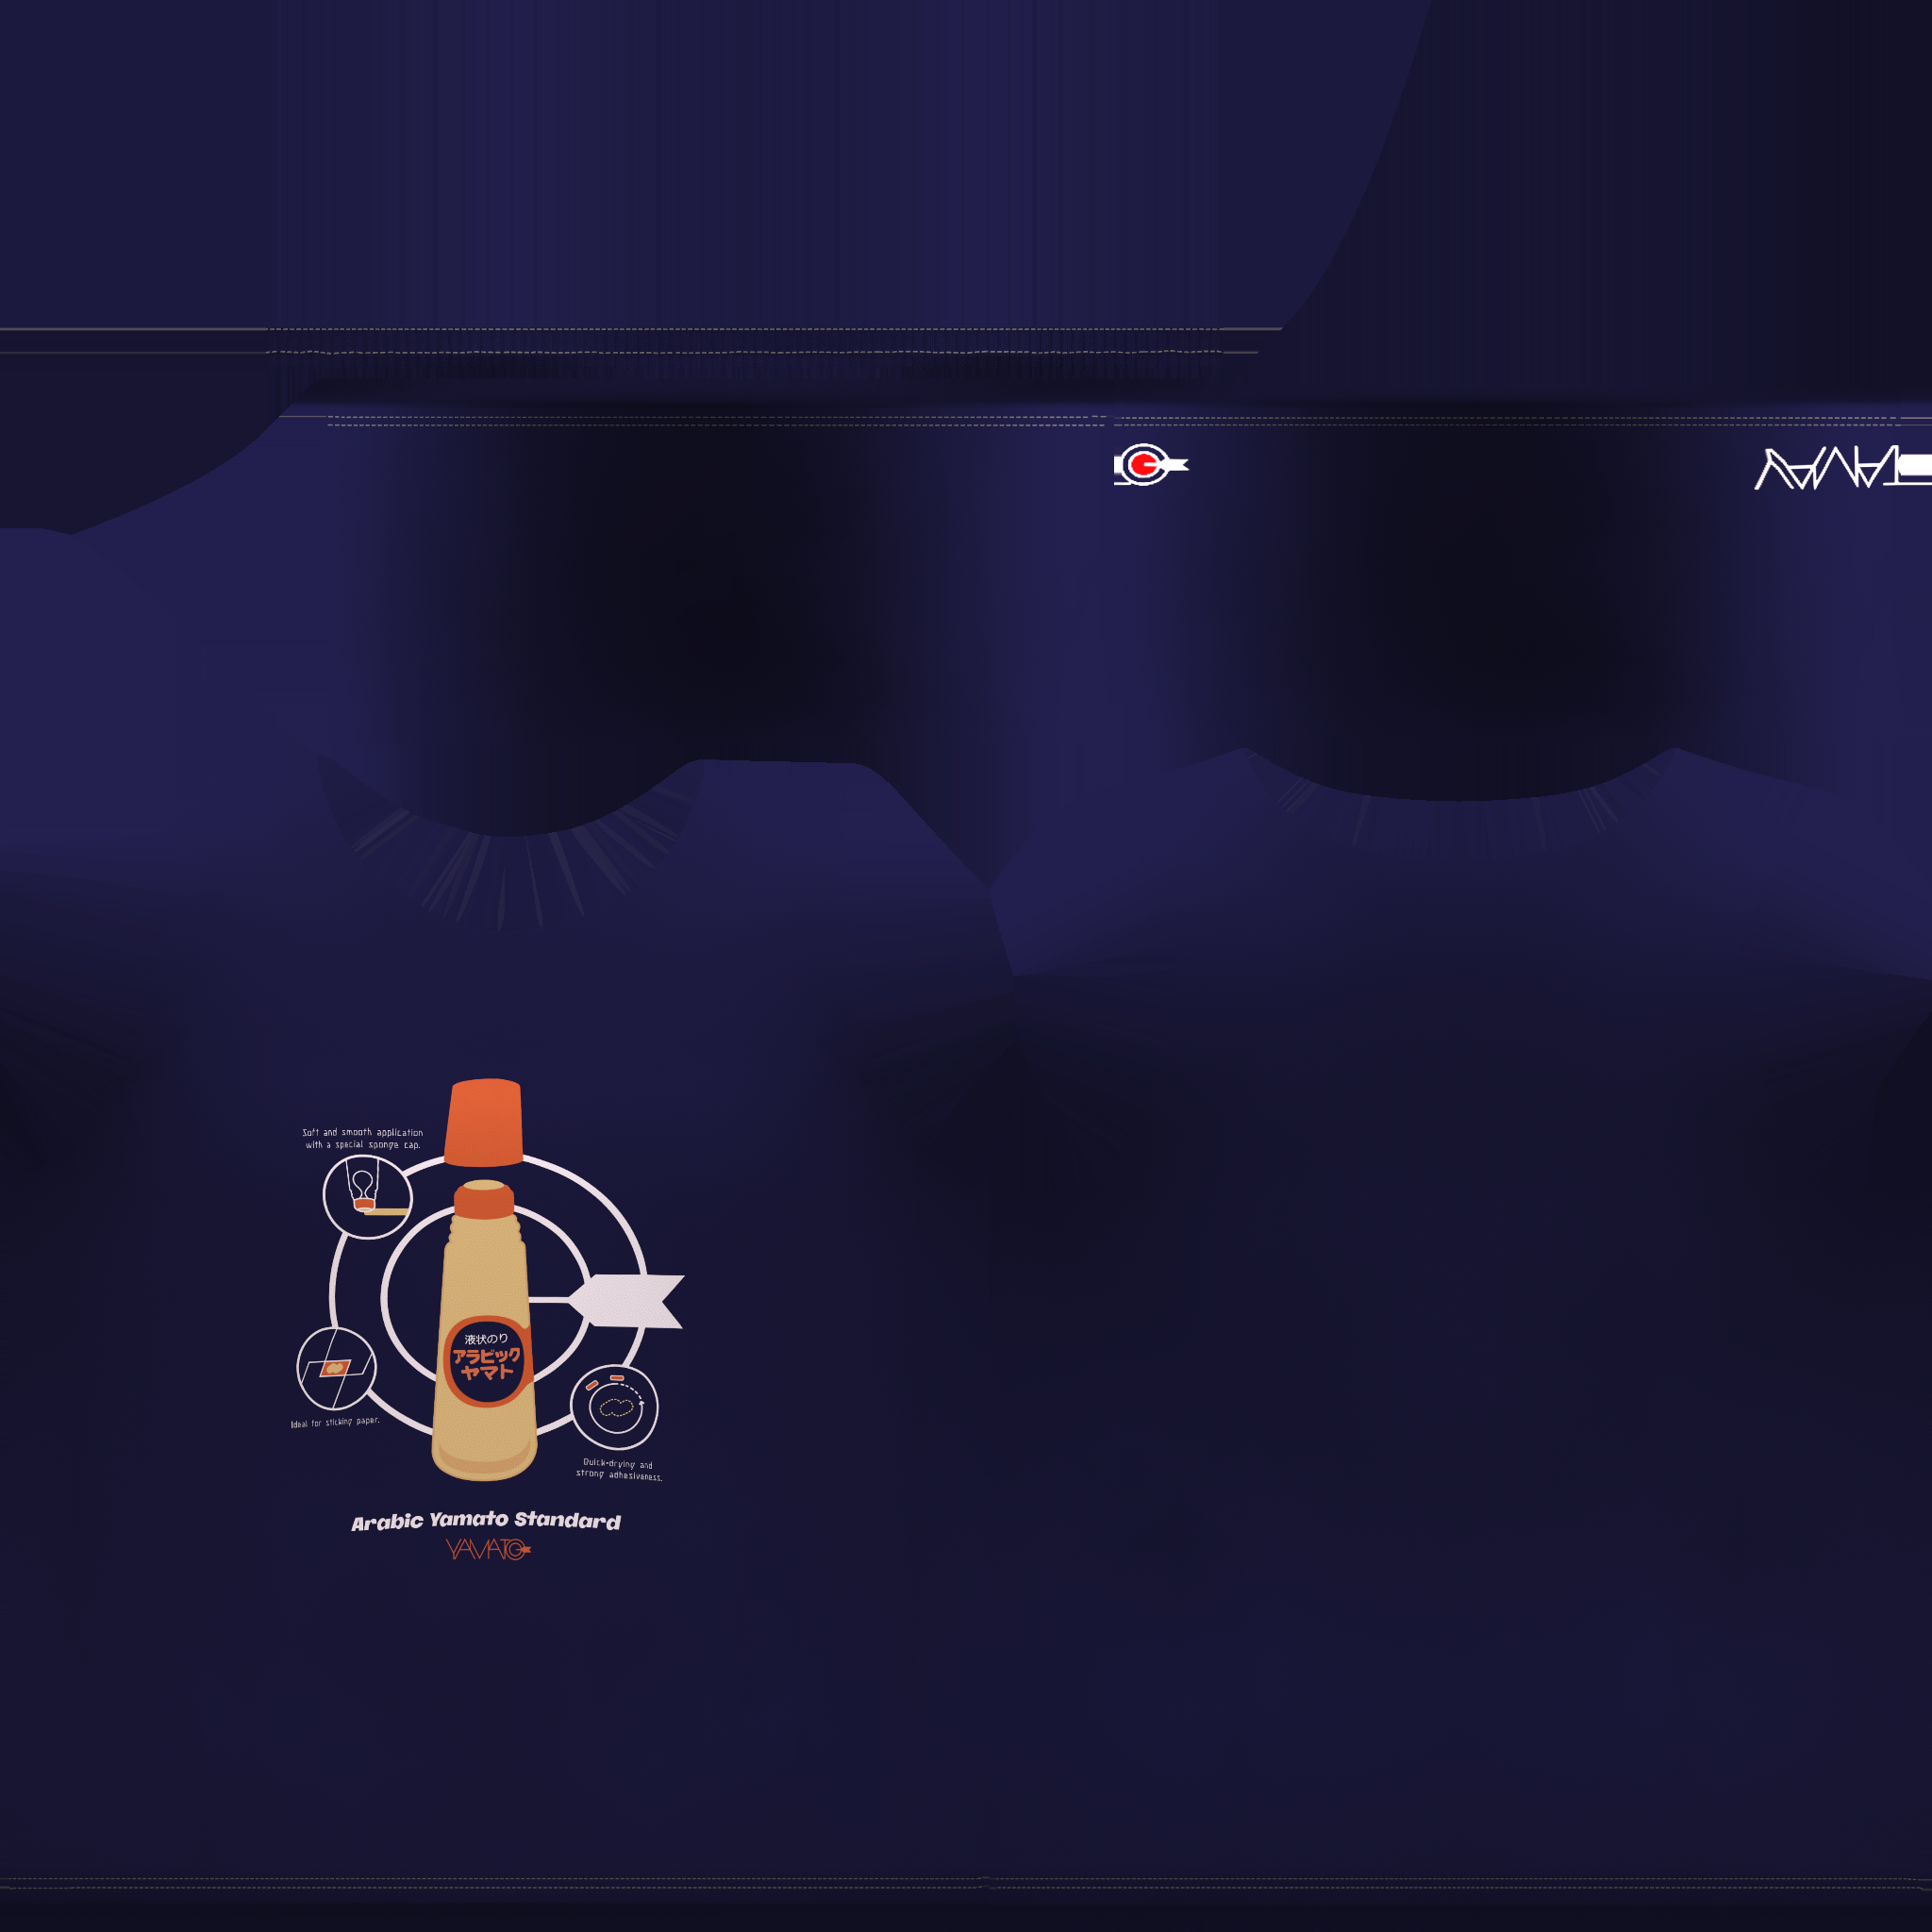 YAMAT
Soft and smooth application
with a special sponge cap.
液状のり
アラビック
ヤマト
Ideal for sticking paper.
Quick-drying and
strong adhesiveness.
Arabic Yamato Standard
YAMATO